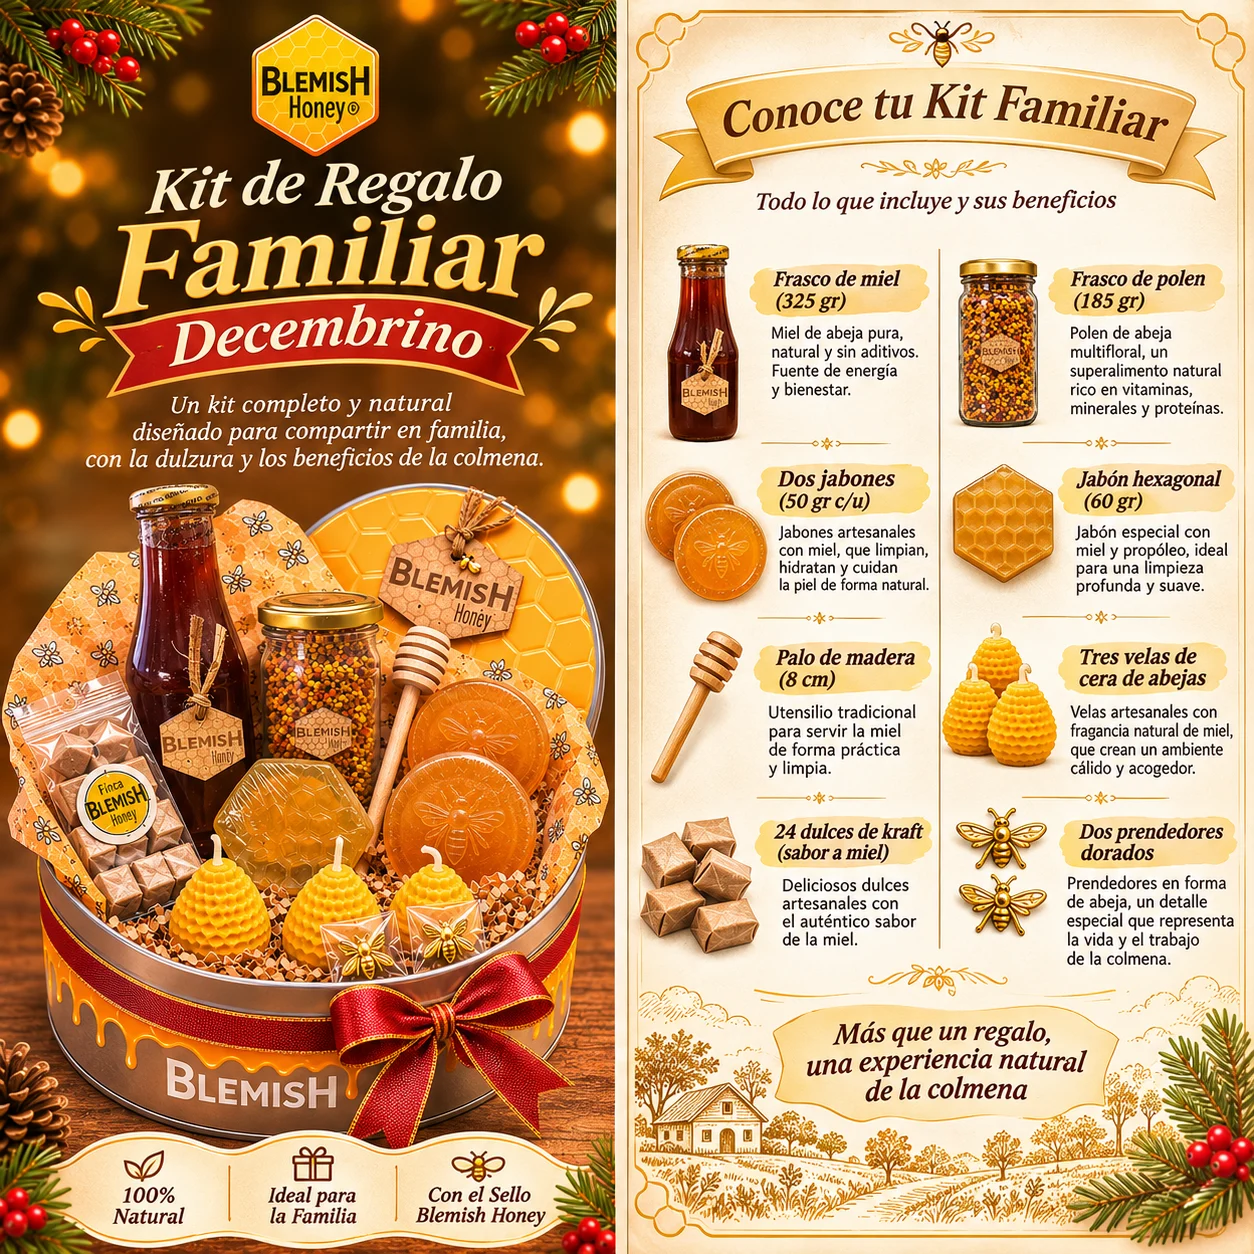 BLEMISH
Honey®
Kit de Regalo
Familiar
Decembrino
Un kit completo y natural
diseñado para compartir en familia,
con la dulzura y los beneficios de la colmena.
BLEMISH
Honey
BLEMISH
Honey
BLEMISH
Finca
BLEMISH
Honey
BLEMISH
100%
Natural
Ideal para
la Familia
Con el Sello
Blemish Honey
Conoce tu Kit Familiar
Todo lo que incluye y sus beneficios
Frasco de miel
(325 gr)
Miel de abeja pura,
natural y sin aditivos.
Fuente de energía
y bienestar.
BLEMISH
Frasco de polen
(185 gr)
Polen de abeja
multifloral, un
superalimento natural
rico en vitaminas,
minerales y proteínas.
BLEMISH
Dos jabones
(50 gr c/u)
Jabones artesanales
con miel, que limpian,
hidratan y cuidan
la piel de forma natural.
Jabón hexagonal
(60 gr)
Jabón especial con
miel y propóleo, ideal
para una limpieza
profunda y suave.
Palo de madera
(8 cm)
Utensilio tradicional
para servir la miel
de forma práctica
y limpia.
Tres velas de
cera de abejas
Velas artesanales con
fragancia natural de miel,
que crean un ambiente
cálido y acogedor.
24 dulces de kraft
(sabor a miel)
Deliciosos dulces
artesanales con
el auténtico sabor
de la miel.
Dos prendedores
dorados
Prendedores en forma
de abeja, un detalle
especial que representa
la vida y el trabajo
de la colmena.
Más que un regalo,
una experiencia natural
de la colmena